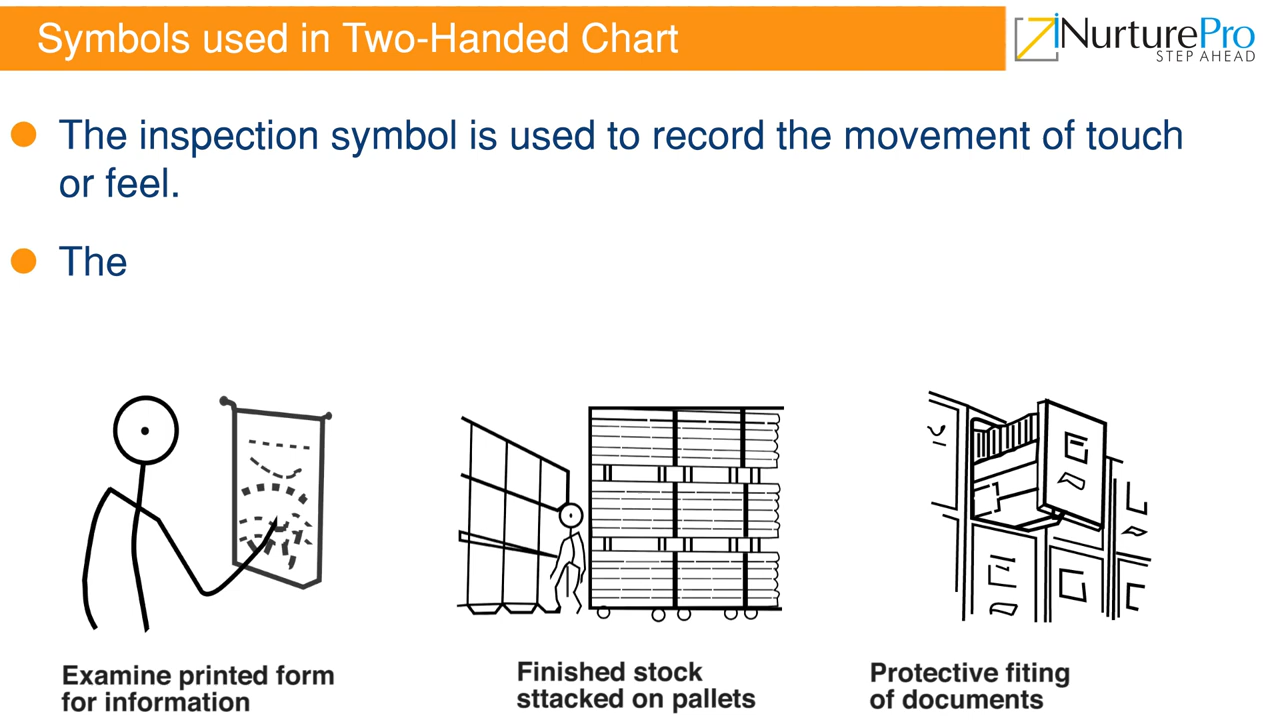 Symbols used in Two-Handed Chart
iNurturePro
STEP AHEAD
The inspection symbol is used to record the movement of touch
or feel.
The
Examine printed form
for information
Finished stock
sttacked on pallets
Protective fiting
of documents